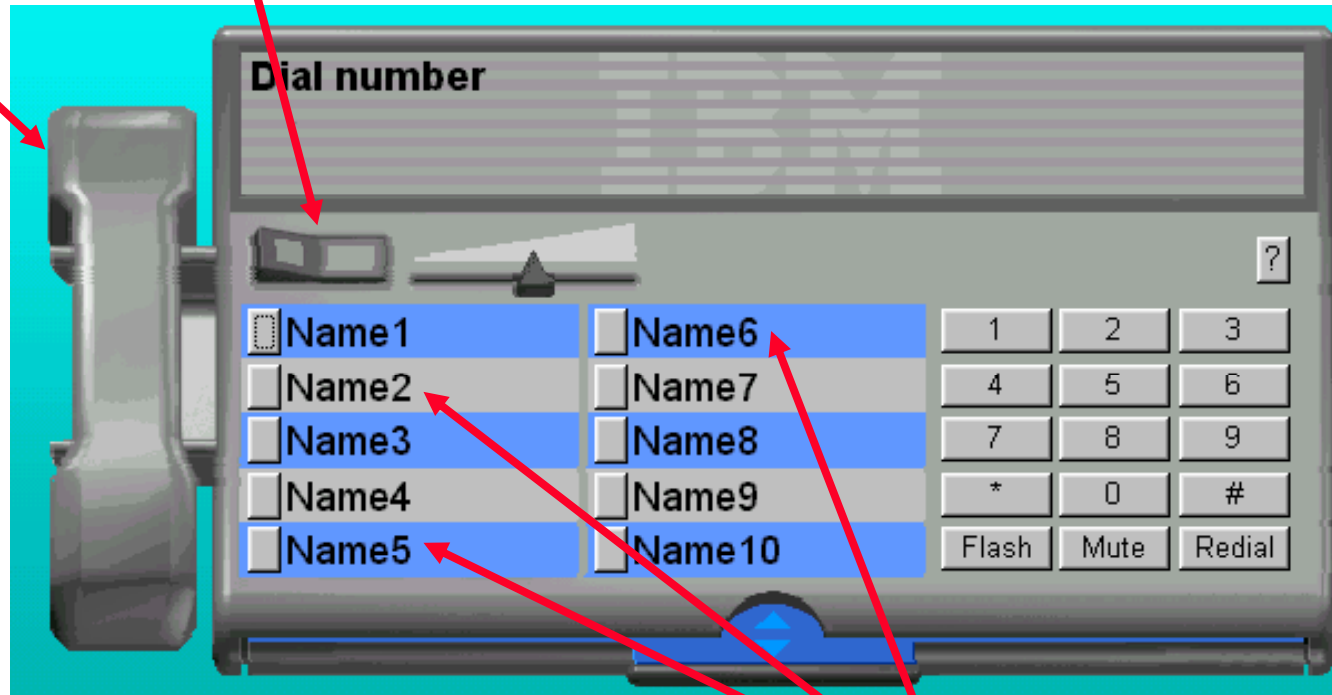 Dial number
IBM
?
Name1 Name6 1 2 3
Name2 Name7 4 5 6
Name3 Name8 7 8 9
Name4 Name9 * 0 #
Name5 Name10 Flash Mute Redial